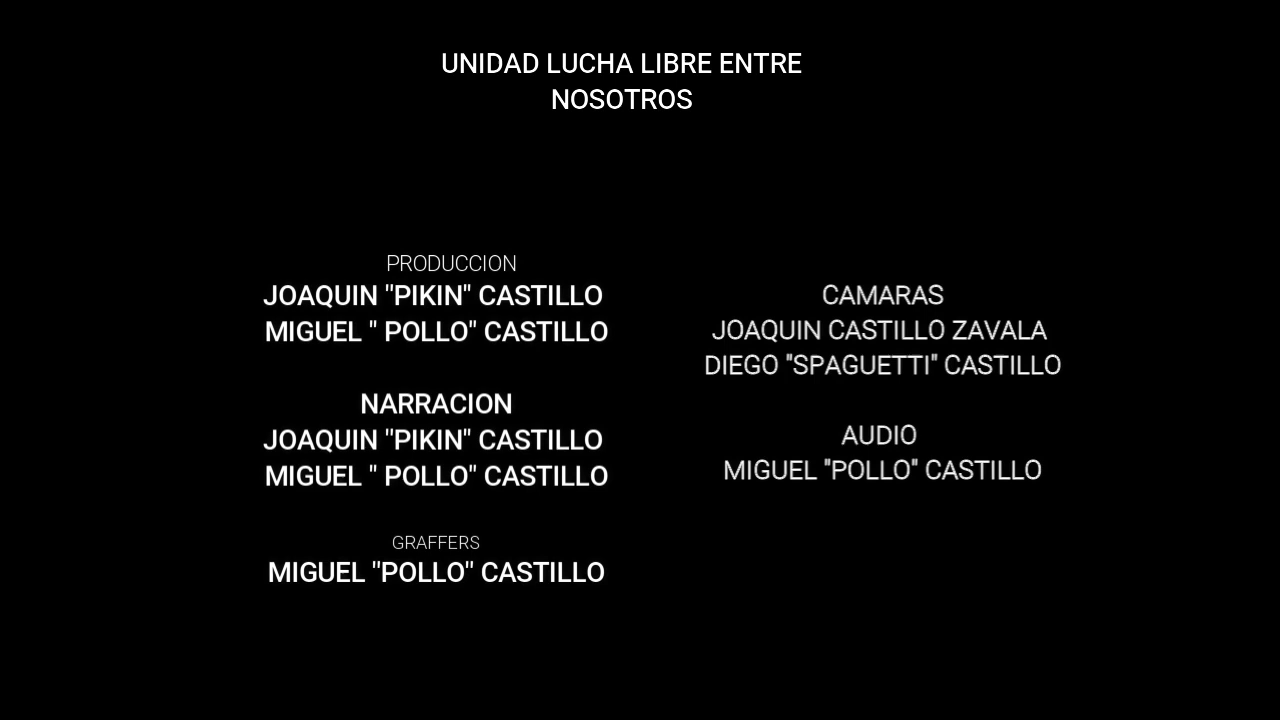 UNIDAD LUCHA LIBRE ENTRE
NOSOTROS
PRODUCCION
JOAQUIN "PIKIN" CASTILLO
MIGUEL " POLLO" CASTILLO
NARRACION
JOAQUIN "PIKIN" CASTILLO
MIGUEL " POLLO" CASTILLO
GRAFFERS
MIGUEL "POLLO" CASTILLO
CAMARAS
JOAQUIN CASTILLO ZAVALA
DIEGO "SPAGUETTI" CASTILLO
AUDIO
MIGUEL "POLLO" CASTILLO